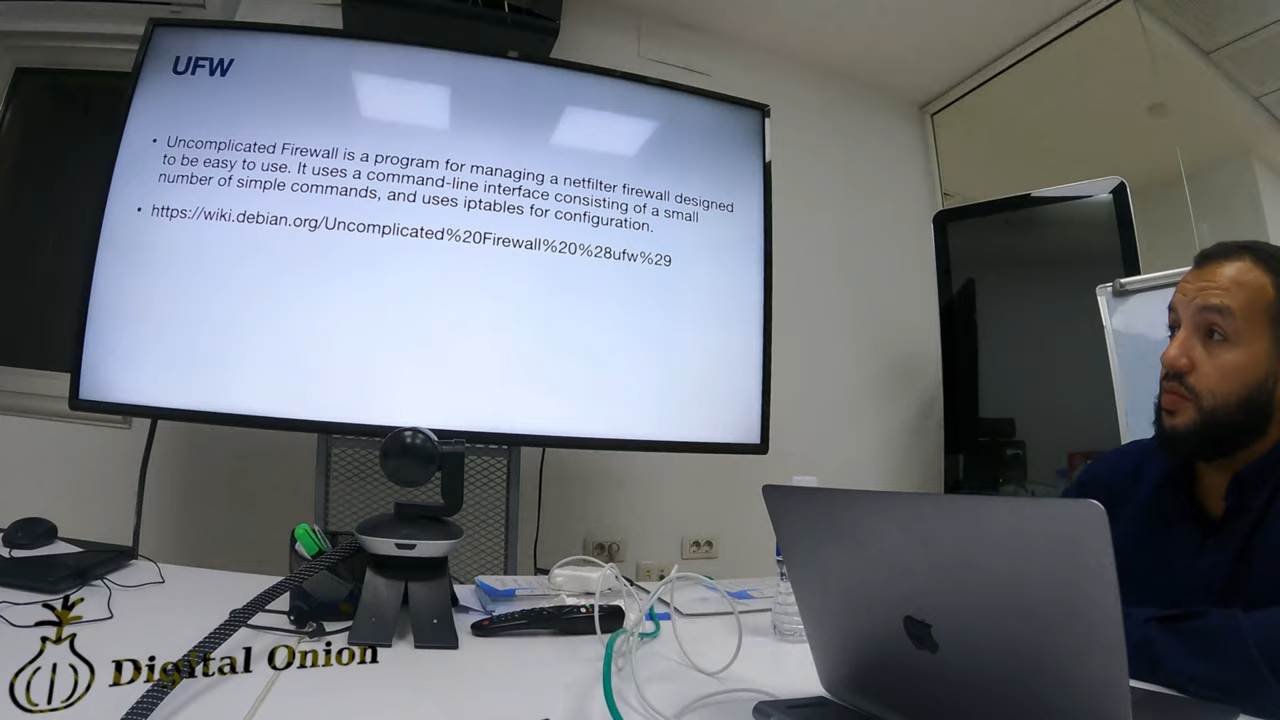 UFW
• Uncomplicated Firewall is a program for managing a netfilter firewall designed
to be easy to use. It uses a command-line interface consisting of a small
number of simple commands, and uses iptables for configuration.
• https://wiki.debian.org/Uncomplicated%20Firewall%20%28ufw%29
Digital Onion